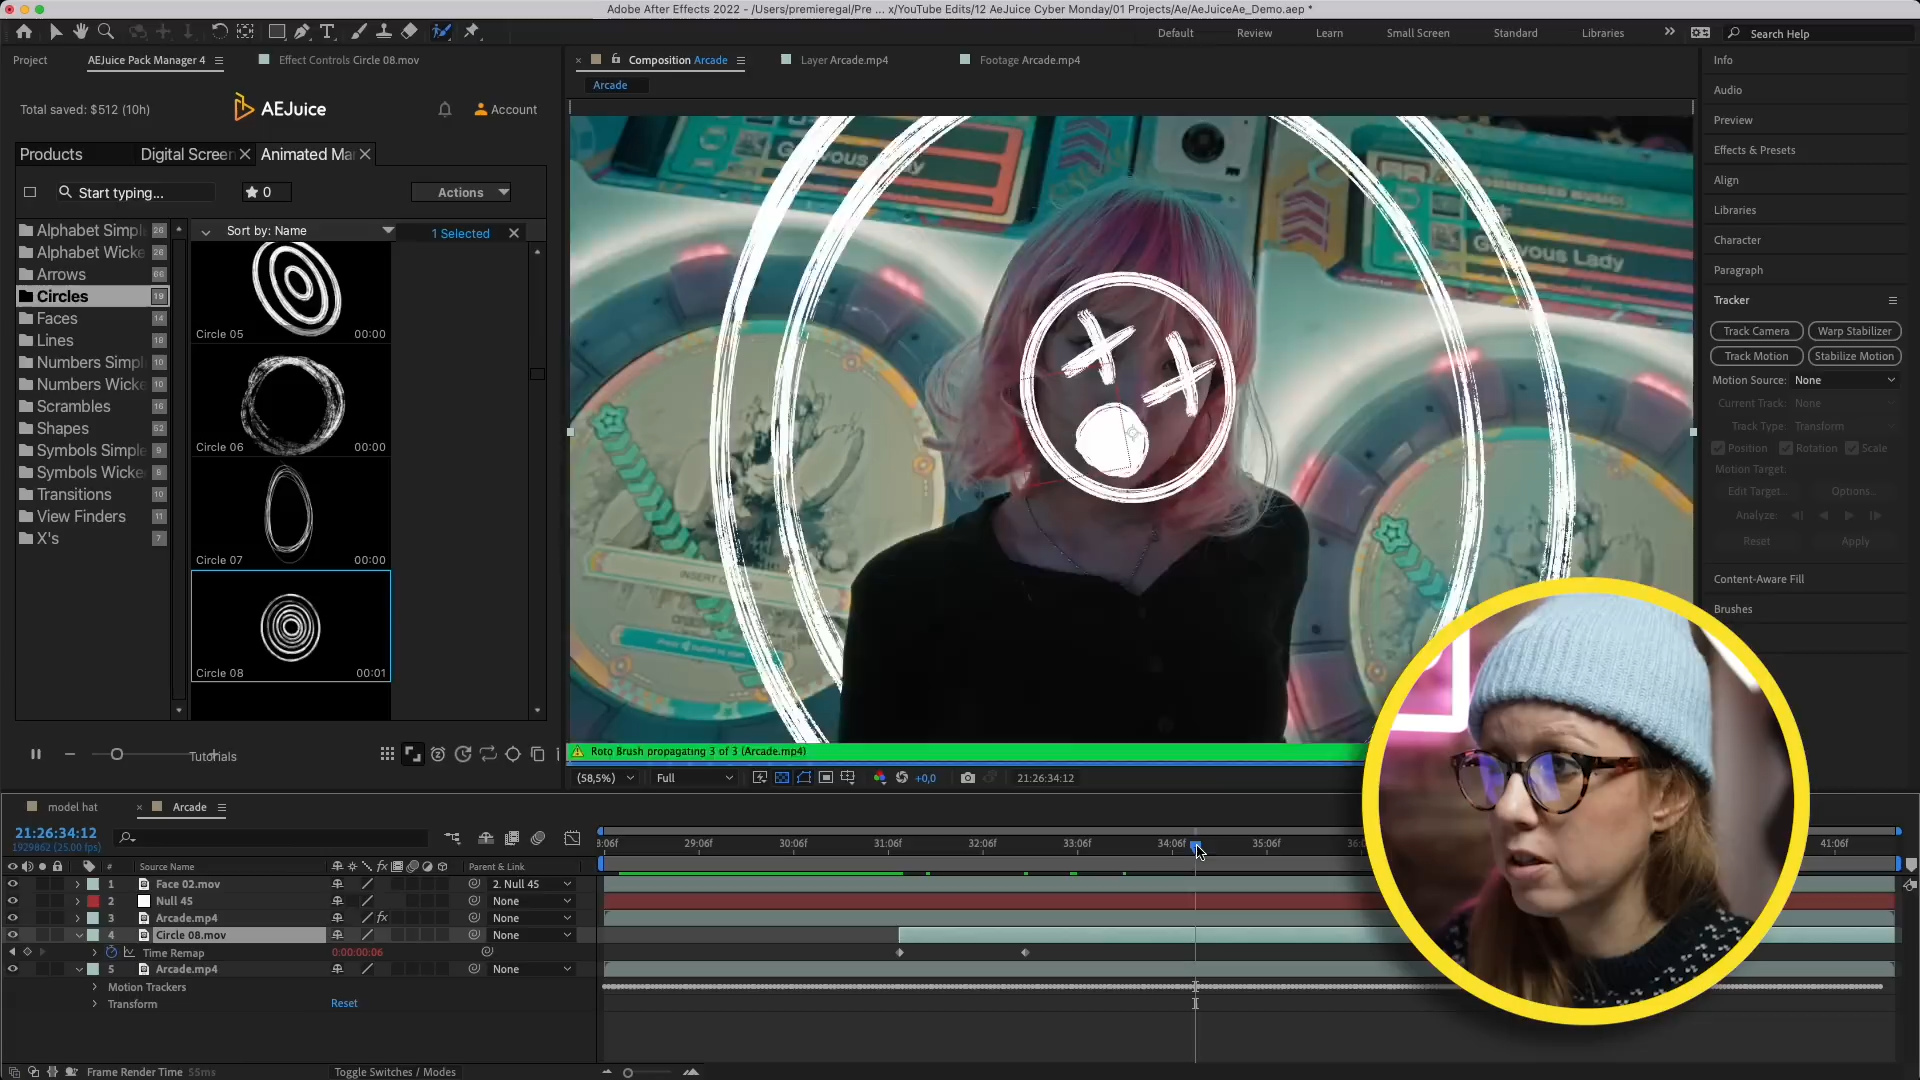 Adobe After Effects 2022 - /Users/premieregal/Pre ... x/YouTube Edits/12 AeJuice Cyber Monday/01 Projects/Ae/AeJuiceAe_Demo.aep *
Default
Review
Learn
Small Screen
Standard
Libraries
Search Help
Project
AEJuice Pack Manager 4
Effect Controls Circle 08.mov
Composition Arcade
Layer Arcade.mp4
Footage Arcade.mp4
Arcade
Total saved: $512 (10h)
AEJuice
Account
Products
Digital Screen
Animated Ma
Start typing...
0
Actions
Sort by: Name
1 Selected
Alphabet Simpl 26
Alphabet Wicke 26
Arrows 66
Circles 19
Faces 14
Lines 18
Numbers Simpl 10
Numbers Wicke 10
Scrambles 16
Shapes 52
Symbols Simple 9
Symbols Wicke 8
Transitions 10
View Finders 11
X's 7
Circle 05 00:00
Circle 06 00:00
Circle 07 00:00
Circle 08 00:01
Tutorials
Lady
INSERT
Roto Brush propagating 3 of 3 (Arcade.mp4)
(58,5%)
Full
+0,0
21:26:34:12
Info
Audio
Preview
Effects & Presets
Align
Libraries
Character
Paragraph
Tracker
Track Camera
Warp Stabilizer
Track Motion
Stabilize Motion
Motion Source: None
Current Track: None
Track Type: Transform
Position
Rotation
Scale
Motion Target:
Edit Target...
Options...
Analyze:
Reset
Apply
Content-Aware Fill
Brushes
model hat
Arcade
21:26:34:12
1929862 (25.00 fps)
8:06f
29:06f
30:06f
31:06f
32:06f
33:06f
34:06f
35:06f
36:0
41:06f
# Source Name
Parent & Link
1 Face 02.mov 2. Null 45
2 Null 45 None
3 Arcade.mp4 fx None
4 Circle 08.mov None
Time Remap 0:00:00:06
5 Arcade.mp4 None
Motion Trackers
Transform Reset
Frame Render Time 55ms
Toggle Switches / Modes